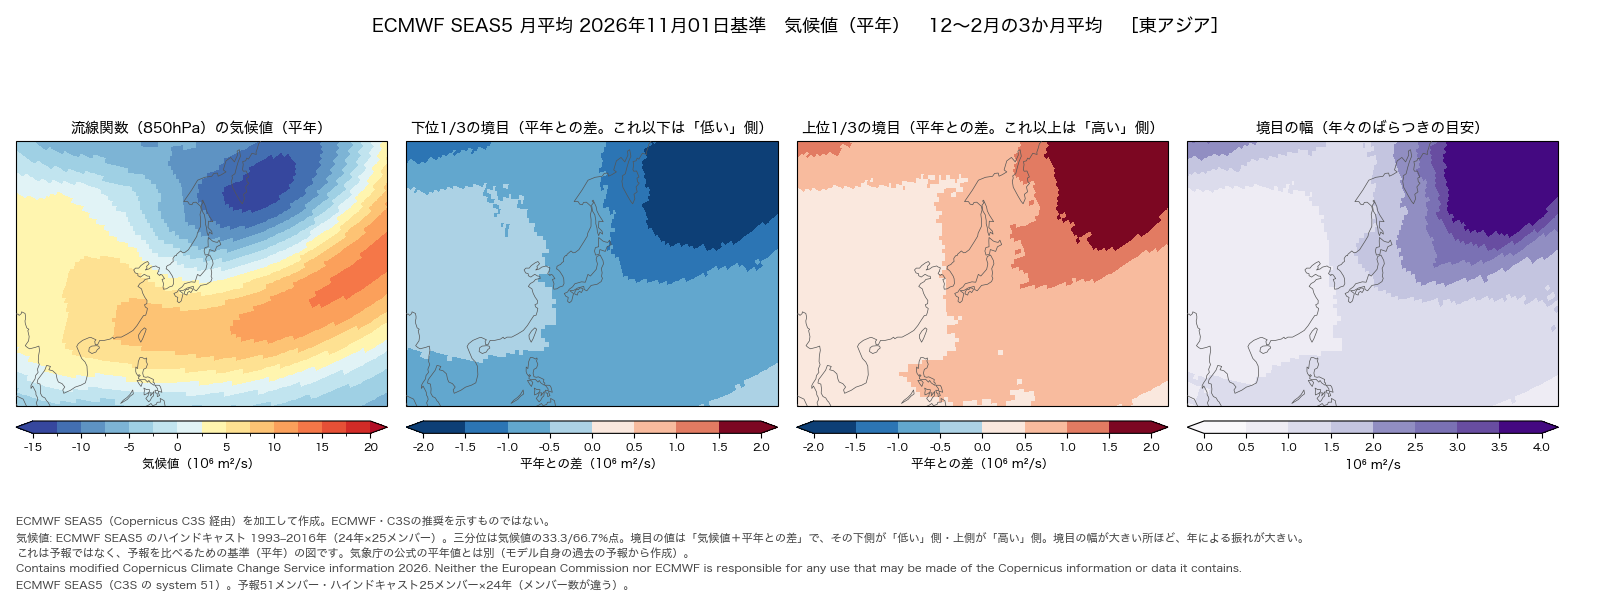 ECMWF SEAS5 月平均 2026年11月01日基準　気候値（平年）　12〜2月の3か月平均　［東アジア］
流線関数（850hPa）の気候値（平年）
下位1/3の境目（平年との差。これ以下は「低い」側）
上位1/3の境目（平年との差。これ以上は「高い」側）
境目の幅（年々のばらつきの目安）
-15 -10 -5 0 5 10 15 20
気候値（10⁶ m²/s）
-2.0 -1.5 -1.0 -0.5 0.0 0.5 1.0 1.5 2.0
平年との差（10⁶ m²/s）
-2.0 -1.5 -1.0 -0.5 0.0 0.5 1.0 1.5 2.0
平年との差（10⁶ m²/s）
0.0 0.5 1.0 1.5 2.0 2.5 3.0 3.5 4.0
10⁶ m²/s
ECMWF SEAS5（Copernicus C3S 経由）を加工して作成。ECMWF・C3Sの推奨を示すものではない。
気候値: ECMWF SEAS5 のハインドキャスト 1993–2016年（24年×25メンバー）。三分位は気候値の33.3/66.7%点。境目の値は「気候値＋平年との差」で、その下側が「低い」側・上側が「高い」側。境目の幅が大きい所ほど、年による振れが大きい。
これは予報ではなく、予報を比べるための基準（平年）の図です。気象庁の公式の平年値とは別（モデル自身の過去の予報から作成）。
Contains modified Copernicus Climate Change Service information 2026. Neither the European Commission nor ECMWF is responsible for any use that may be made of the Copernicus information or data it contains.
ECMWF SEAS5（C3S の system 51）。予報51メンバー・ハインドキャスト25メンバー×24年（メンバー数が違う）。